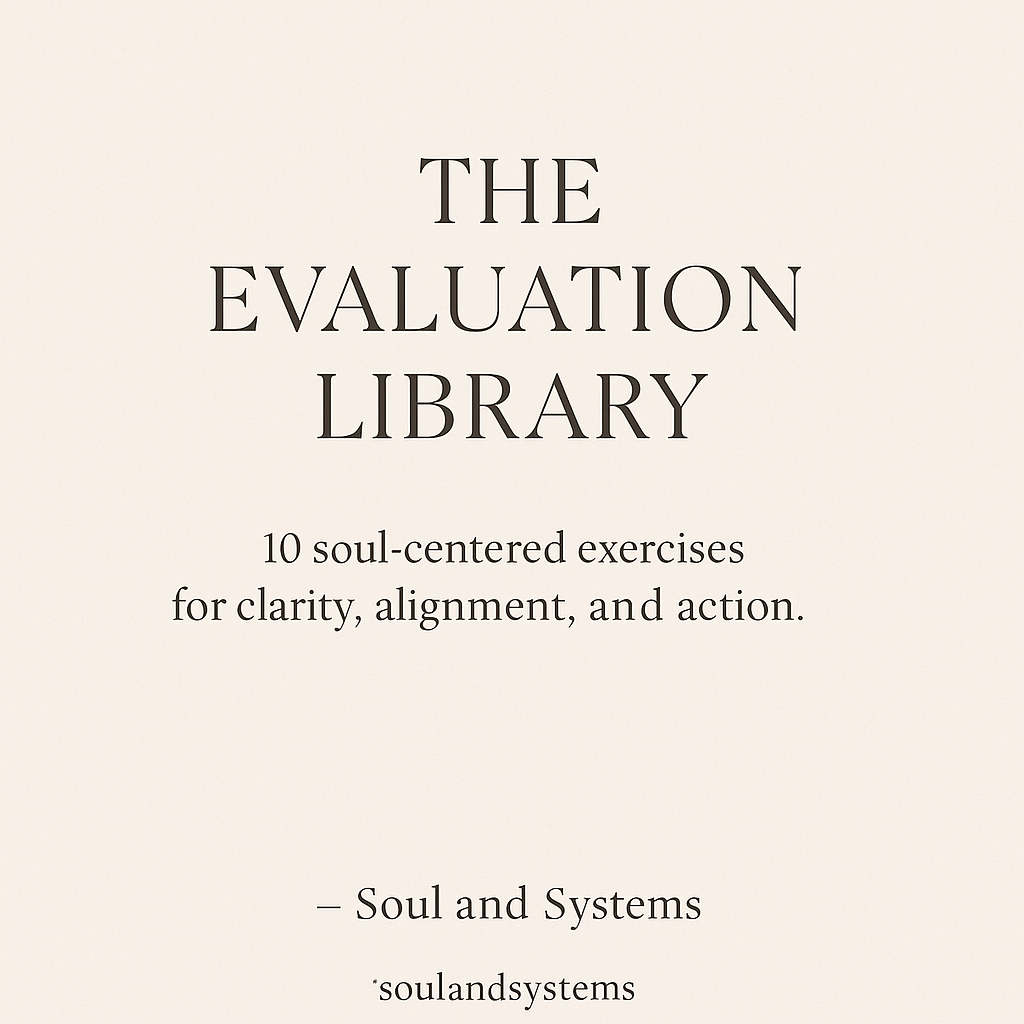 THE
EVALUATION
LIBRARY
10 soul-centered exercises
for clarity, alignment, and action.
– Soul and Systems
soulandsystems